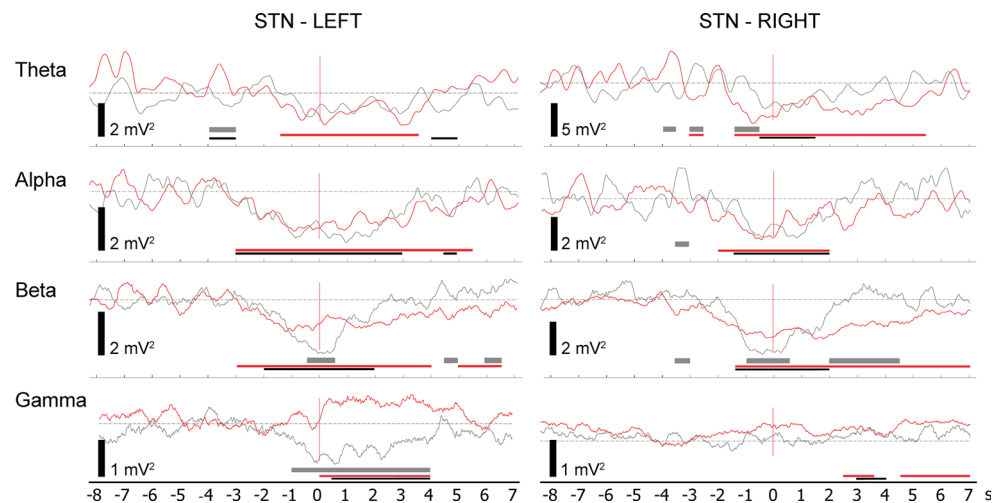 STN - LEFT STN - RIGHT
Theta
2 mV² 5 mV²
Alpha
2 mV² 2 mV²
Beta
2 mV² 2 mV²
Gamma
1 mV² 1 mV²
-8 -7 -6 -5 -4 -3 -2 -1 0 1 2 3 4 5 6 7 -8 -7 -6 -5 -4 -3 -2 -1 0 1 2 3 4 5 6 7 s